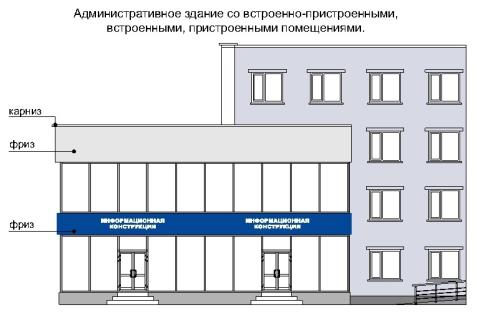 Административное здание со встроенно-пристроенными,
встроенными, пристроенными помещениями.
карниз
фриз
фриз
ИНФОРМАЦИОННАЯ
КОНСТРУКЦИЯ
ИНФОРМАЦИОННАЯ
КОНСТРУКЦИЯ